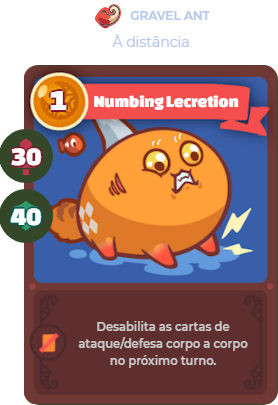 GRAVEL ANT
À distância
1
Numbing Lecretion
30
40
Desabilita as cartas de
ataque/defesa corpo a corpo
no próximo turno.